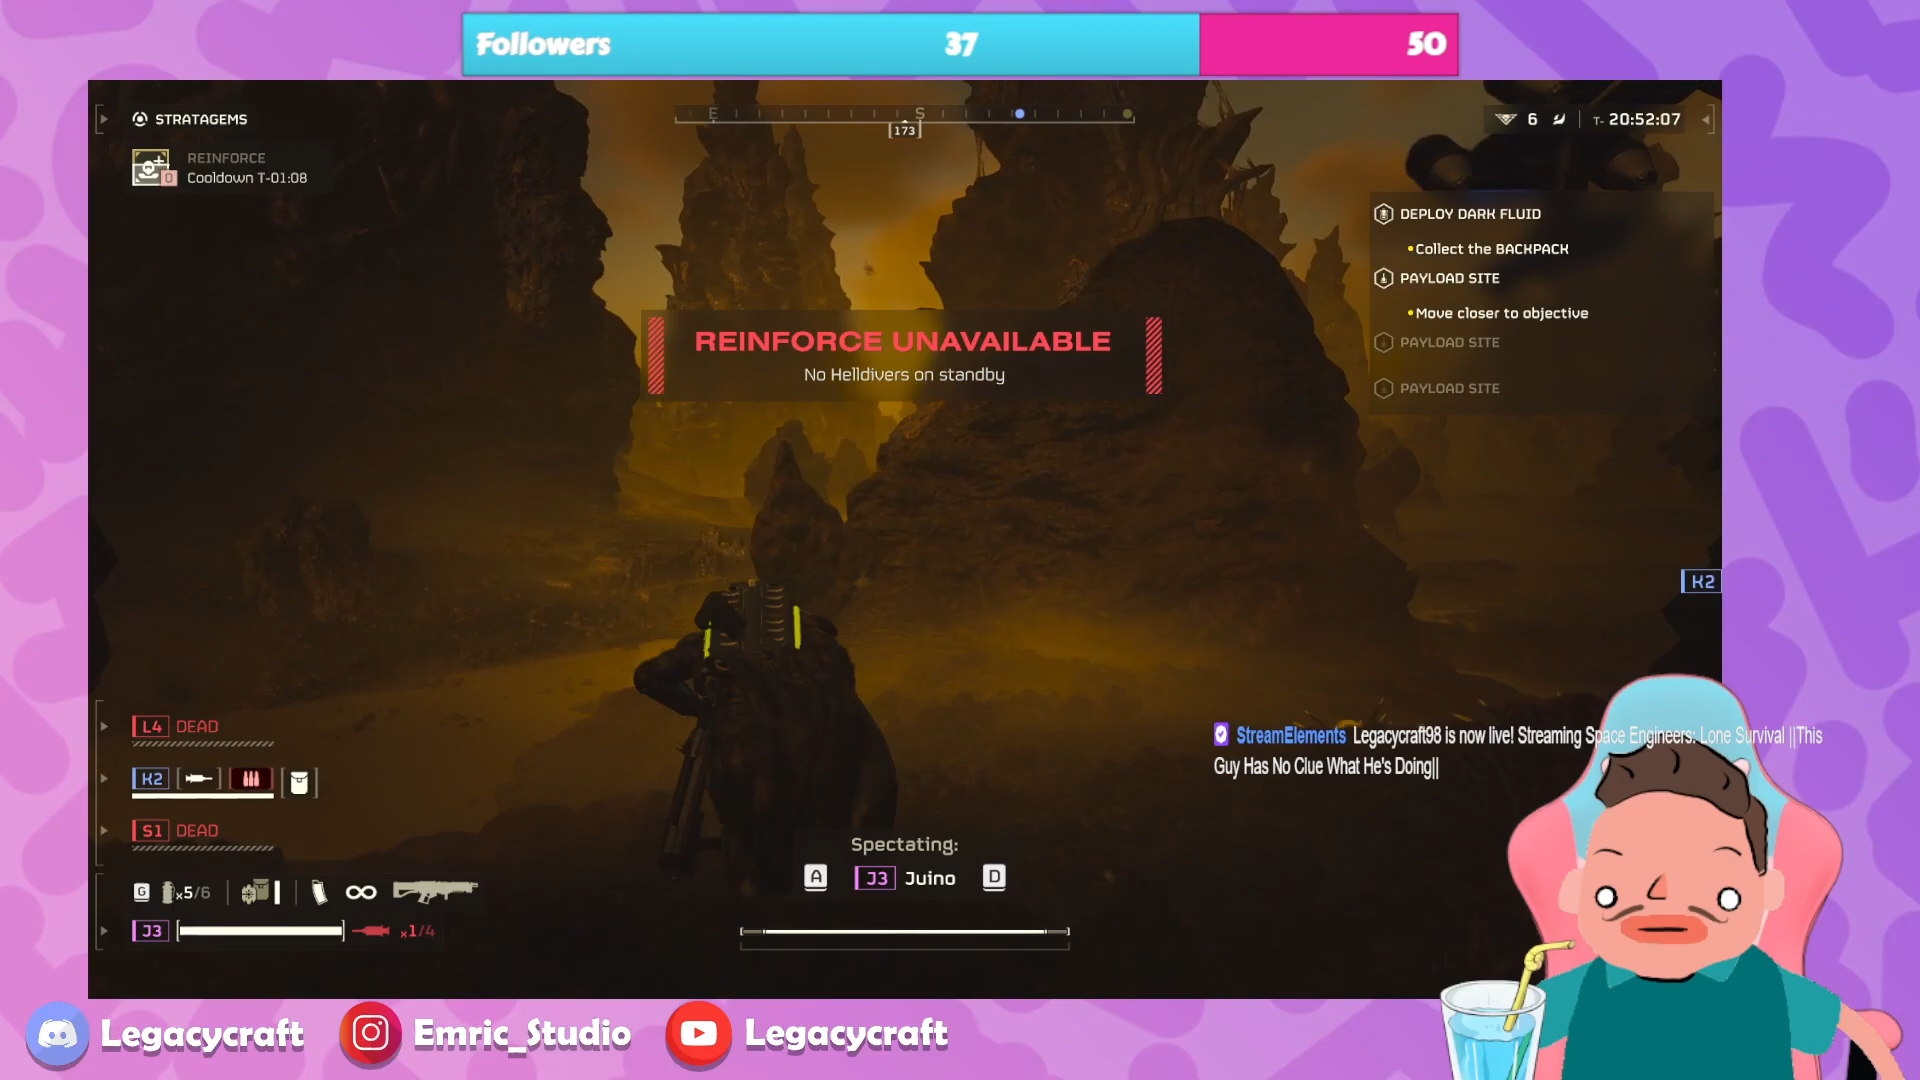 Followers 37 50
STRATAGEMS
E S
173
6 T- 20:52:07
REINFORCE
0 Cooldown T-01:08
DEPLOY DARK FLUID
Collect the BACKPACK
PAYLOAD SITE
Move closer to objective
PAYLOAD SITE
PAYLOAD SITE
REINFORCE UNAVAILABLE
No Helldivers on standby
K2
L4 DEAD
K2
S1 DEAD
G x5/6 ∞
J3 x1/4
StreamElements Legacycraft98 is now live! Streaming Space Engineers: Lone Survival ||This
Guy Has No Clue What He's Doing||
Spectating:
A J3 Juino D
Legacycraft Emric_Studio Legacycraft